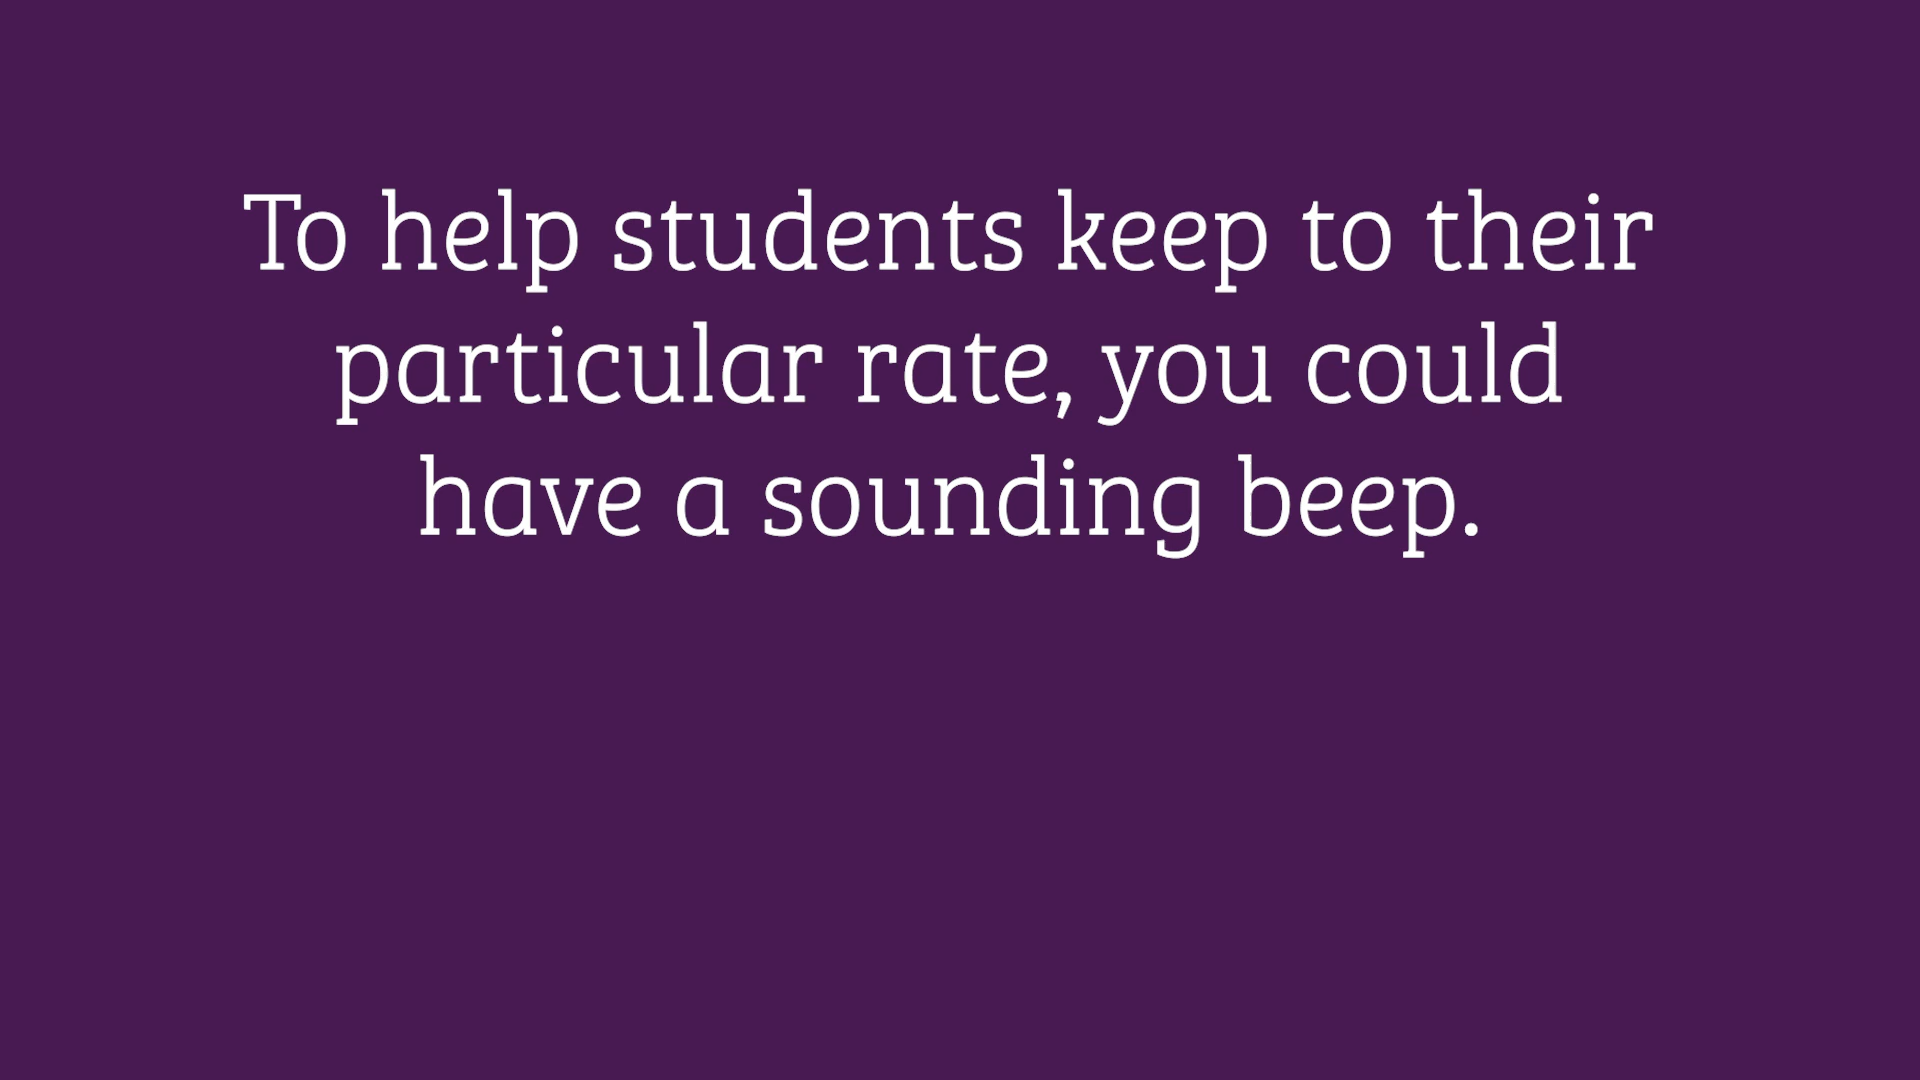 To help students keep to their
particular rate, you could
have a sounding beep.